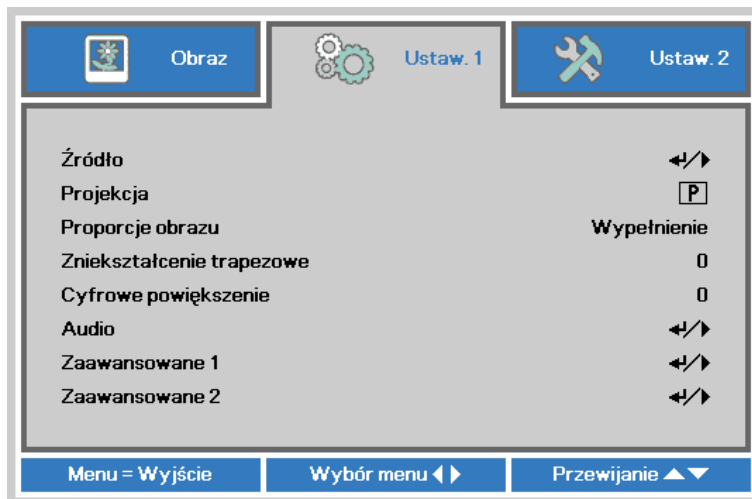 Obraz
Ustaw. 1
Ustaw. 2
Źródło
Projekcja P
Proporcje obrazu Wypełnienie
Zniekształcenie trapezowe 0
Cyfrowe powiększenie 0
Audio
Zaawansowane 1
Zaawansowane 2
Menu = Wyjście
Wybór menu
Przewijanie